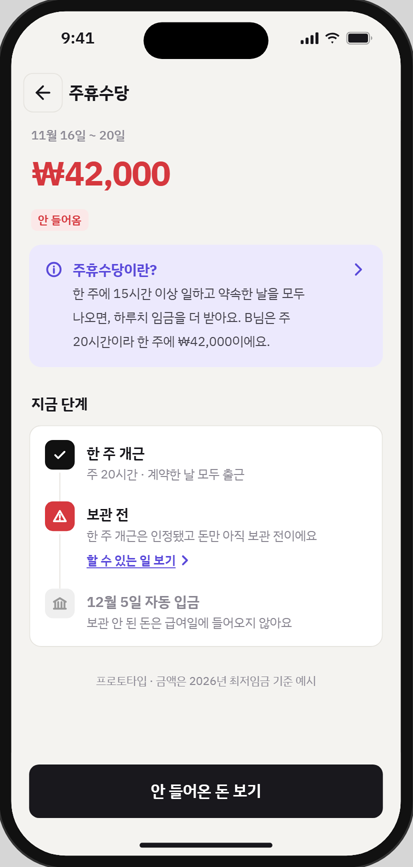 9:41
주휴수당
11월 16일 ~ 20일
₩42,000
안 들어옴
주휴수당이란?
한 주에 15시간 이상 일하고 약속한 날을 모두
나오면, 하루치 임금을 더 받아요. B님은 주
20시간이라 한 주에 ₩42,000이에요.
지금 단계
한 주 개근
주 20시간 · 계약한 날 모두 출근
보관 전
한 주 개근은 인정됐고 돈만 아직 보관 전이에요
할 수 있는 일 보기
12월 5일 자동 입금
보관 안 된 돈은 급여일에 들어오지 않아요
프로토타입 · 금액은 2026년 최저임금 기준 예시
안 들어온 돈 보기